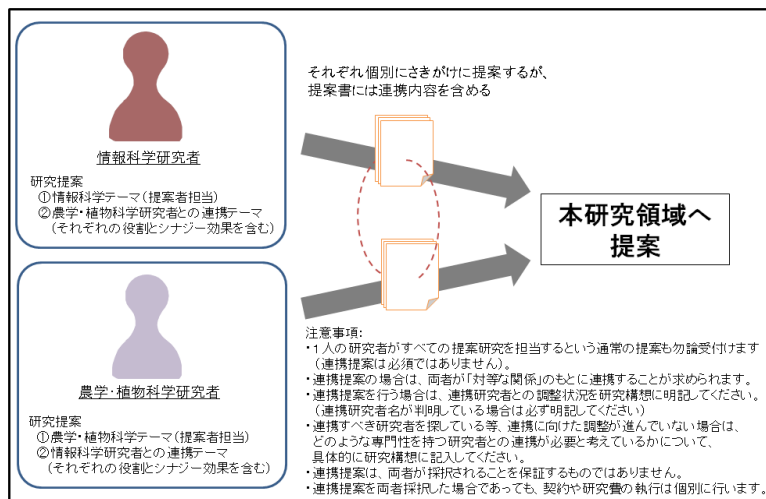 情報科学研究者
研究提案
①情報科学テーマ(提案者担当)
②農学・植物科学研究者との連携テーマ
(それぞれの役割とシナジー効果を含む)
農学・植物科学研究者
研究提案
①農学・植物科学テーマ(提案者担当)
②情報科学研究者との連携テーマ
(それぞれの役割とシナジー効果を含む)
それぞれ個別にさきがけに提案するが、
提案書には連携内容を含める
本研究領域へ
提案
注意事項:
・1人の研究者がすべての提案研究を担当するという通常の提案も勿論受付けます
(連携提案は必須ではありません)。
・連携提案の場合は、両者が「対等な関係」のもとに連携することが求められます。
・連携提案を行う場合は、連携研究者との調整状況を研究構想に明記してください。
(連携研究者名が判明している場合は必ず明記してください)
・連携すべき研究者を探している等、連携に向けた調整が進んでいない場合は、
どのような専門性を持つ研究者との連携が必要と考えているかについて、
具体的に研究構想に記入してください。
・連携提案は、両者が採択されることを保証するものではありません。
・連携提案を両者採択した場合であっても、契約や研究費の執行は個別に行います。